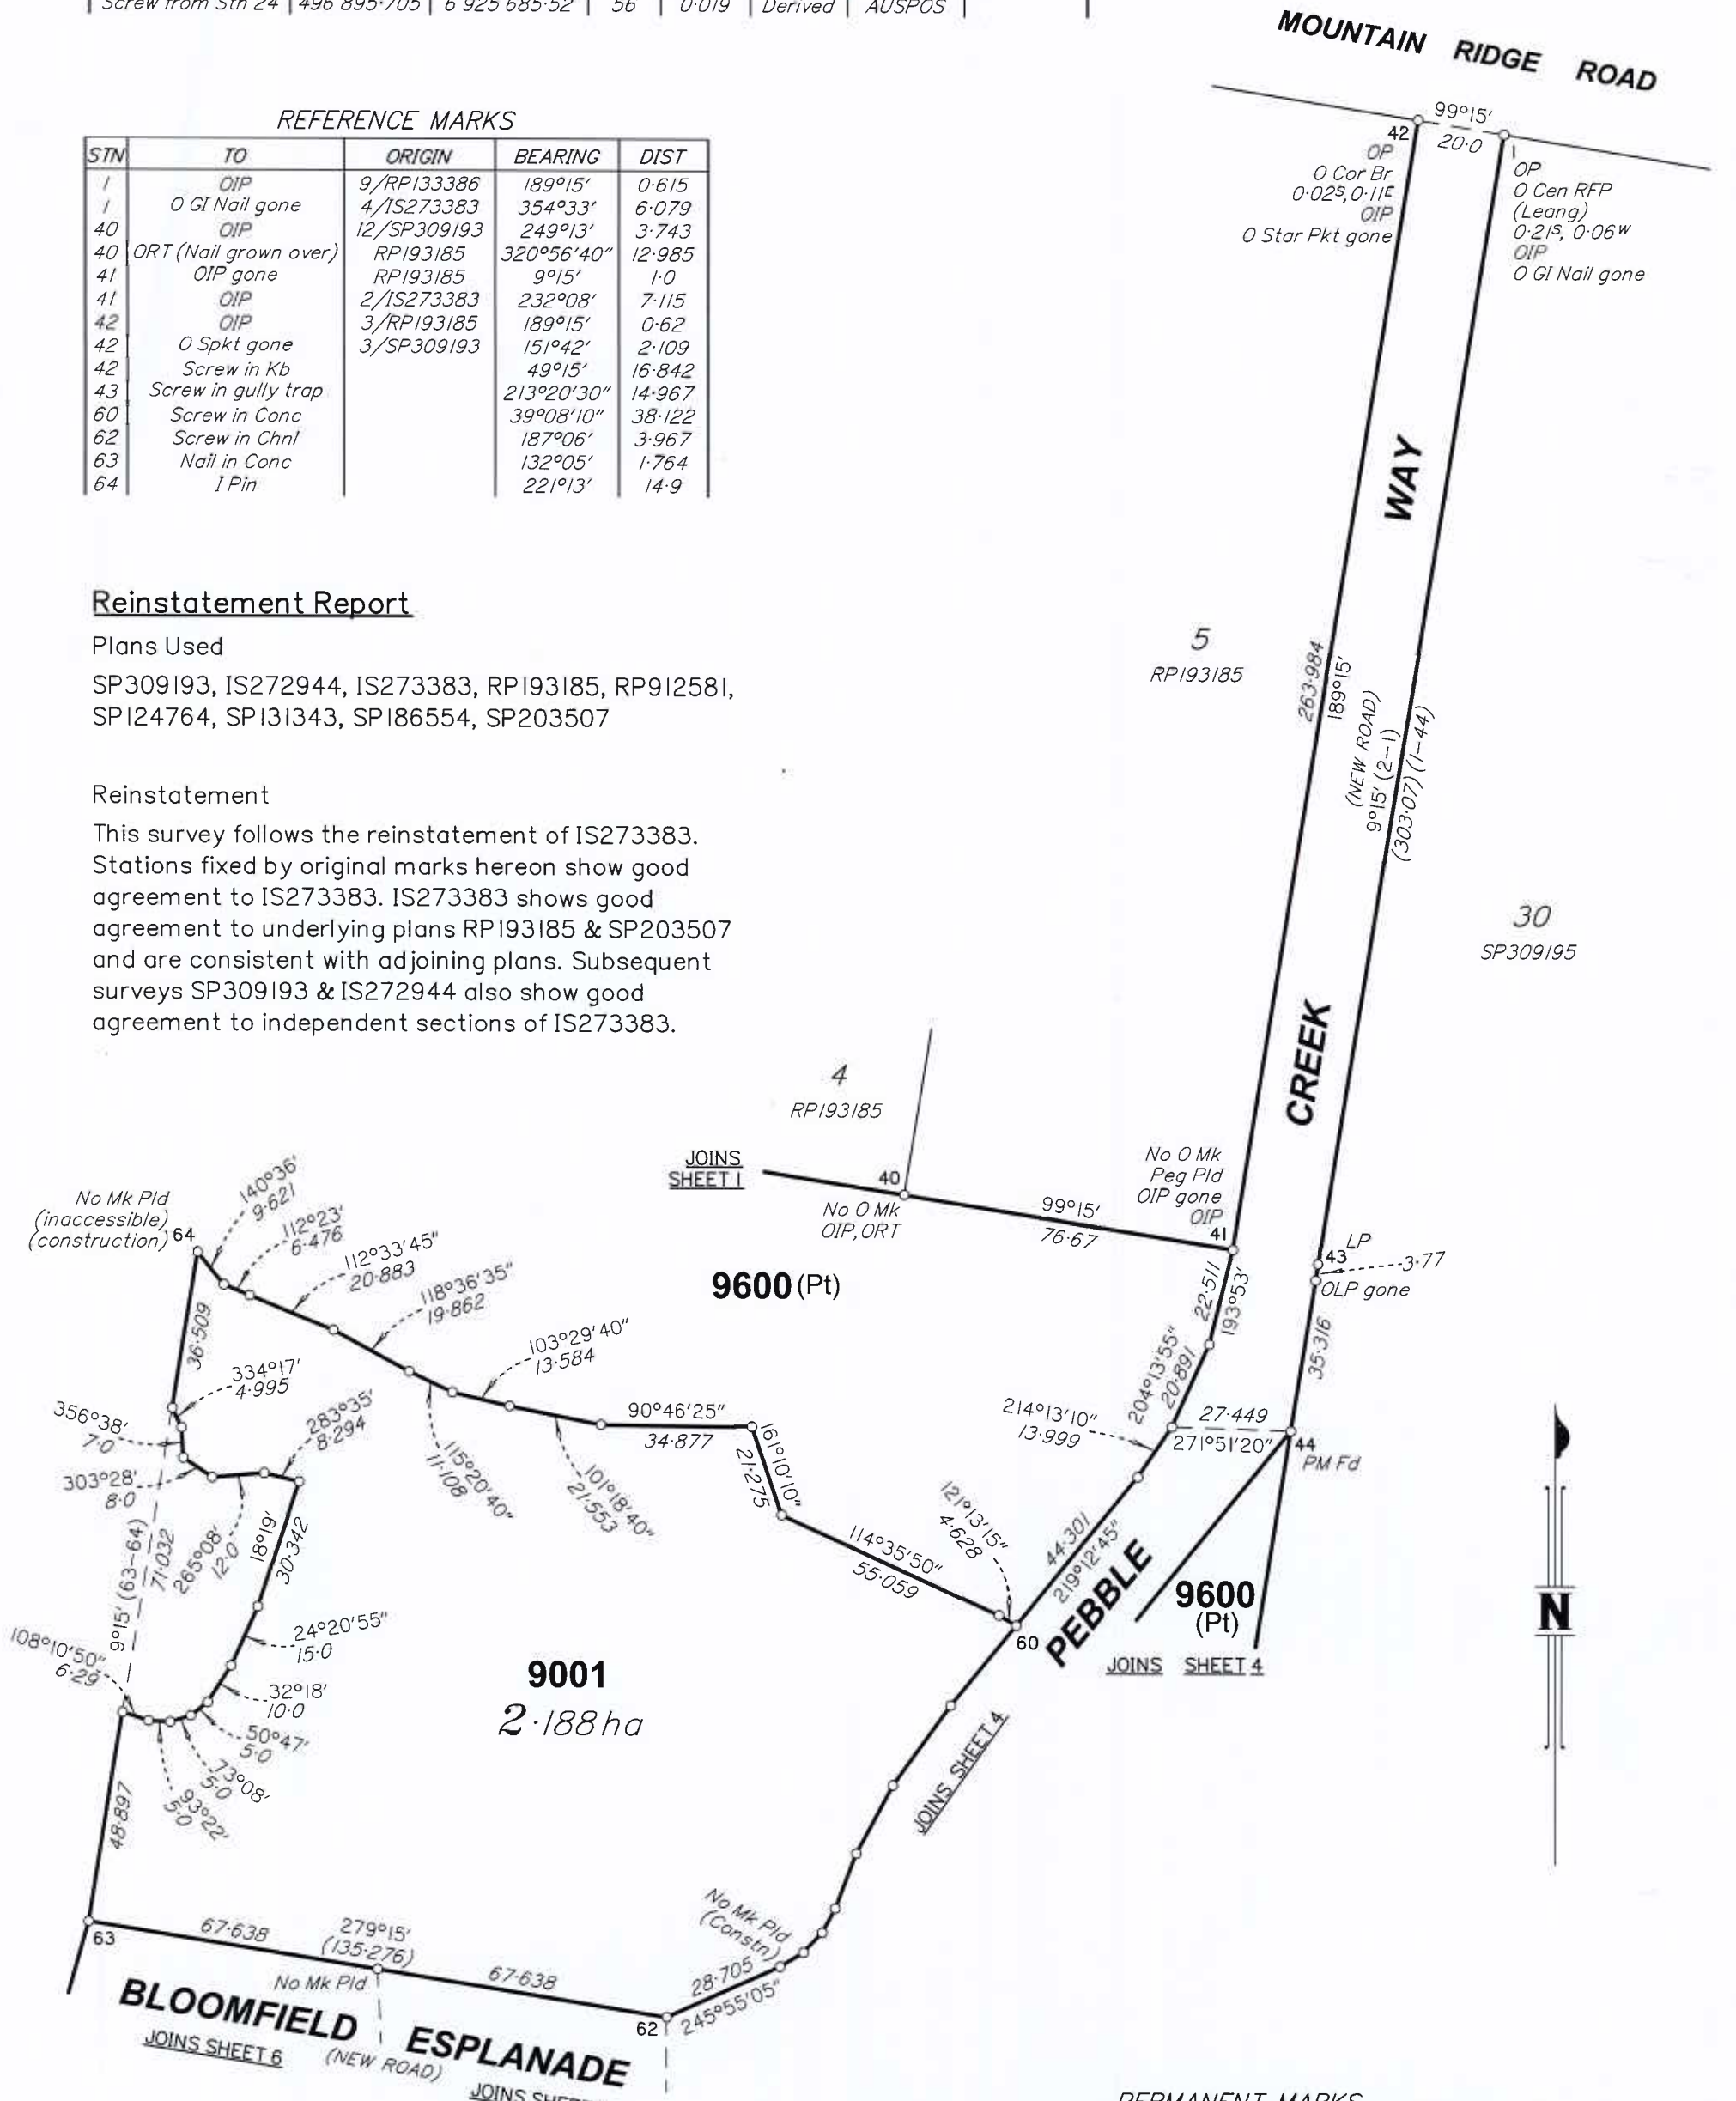 Screw from Stn 24 | 496 895·705 | 6 925 685·52 | 56 | 0·019 | Derived | AUSPOS
MOUNTAIN RIDGE ROAD
REFERENCE MARKS
STN TO ORIGIN BEARING DIST
1 OIP 9/RP133386 189°15' 0·615
1 O GI Nail gone 4/IS273383 354°33' 6·079
40 OIP 12/SP309193 249°13' 3·743
40 ORT (Nail grown over) RP193185 320°56'40" 12·985
41 OIP gone RP193185 9°15' 1·0
41 OIP 2/IS273383 232°08' 7·115
42 OIP 3/RP193185 189°15' 0·62
42 O Spkt gone 3/SP309193 151°42' 2·109
42 Screw in Kb 49°15' 16·842
43 Screw in gully trap 213°20'30" 14·967
60 Screw in Conc 39°08'10" 38·122
62 Screw in Chnl 187°06' 3·967
63 Nail in Conc 132°05' 1·764
64 I Pin 221°13' 14·9
99°15'
20·0
42
OP
O Cor Br
0·02S, 0·11E
OIP
O Star Pkt gone
1
OP
O Cen RFP
(Leang)
0·21S, 0·06W
OIP
O GI Nail gone
Reinstatement Report
Plans Used
SP309193, IS272944, IS273383, RP193185, RP912581,
SP124764, SP131343, SP186554, SP203507
Reinstatement
This survey follows the reinstatement of IS273383.
Stations fixed by original marks hereon show good
agreement to IS273383. IS273383 shows good
agreement to underlying plans RP193185 & SP203507
and are consistent with adjoining plans. Subsequent
surveys SP309193 & IS272944 also show good
agreement to independent sections of IS273383.
WAY
5
RP193185
263·984
189°15'
(NEW ROAD)
9°15' (2-1)
(303·07) (1-44)
30
SP309195
CREEK
4
RP193185
JOINS
SHEET 1
40
No O Mk
OIP, ORT
99°15'
76·67
No O Mk
Peg Pld
OIP gone
OIP
41
LP
43
3·77
OLP gone
22·511
193°53'
35·316
204°13'55"
20·891
27·449
271°51'20"
44
PM Fd
214°13'10"
13·999
No Mk Pld
(inaccessible)
(construction)
64
140°36'
9·621
112°23'
6·476
112°33'45"
20·883
118°36'35"
19·862
103°29'40"
13·584
9600 (Pt)
36·509
334°17'
4·995
356°38'
7·0
283°35'
8·294
303°28'
8·0
115°20'40"
11·108
101°18'40"
21·553
90°46'25"
34·877
161°10'10"
21·275
114°35'50"
55·059
121°13'15"
4·628
44·301
219°12'45"
60
PEBBLE
9600
(Pt)
JOINS SHEET 4
N
9°15' (63-64)
71·032
265°08'
12·0
18°19'
30·342
24°20'55"
15·0
108°10'50"
6·29
32°18'
10·0
50°47'
5·0
73°08'
5·0
93°22'
5·0
9001
2·188 ha
48·897
JOINS SHEET 4
No Mk Pld
(Constn)
28·705
245°55'05"
63
67·638
279°15'
(135·276)
No Mk Pld
67·638
62
BLOOMFIELD ESPLANADE
JOINS SHEET 6
(NEW ROAD)
JOINS
PERMANENT MARKS